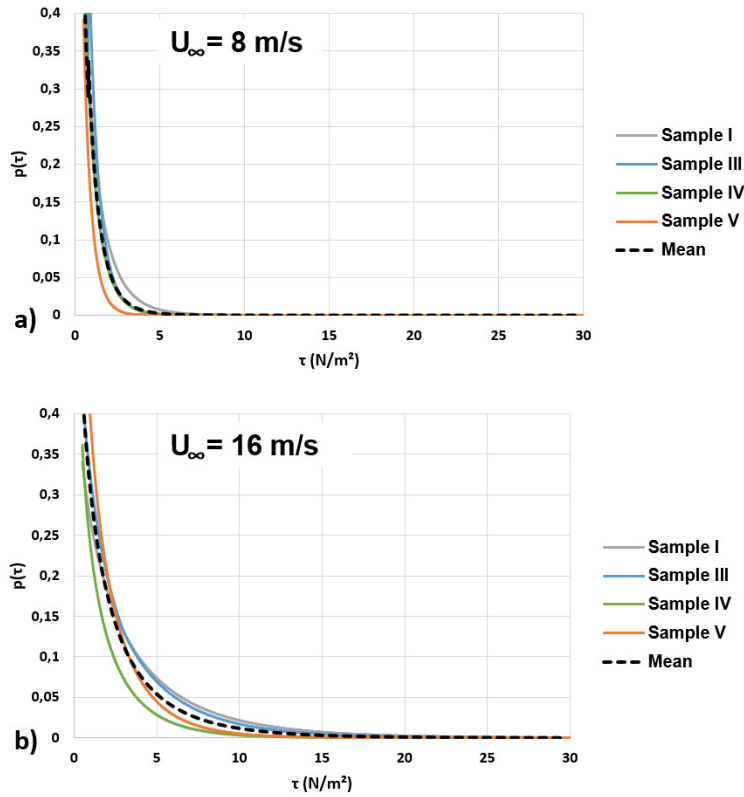 U∞= 8 m/s
0,4
0,35
0,3
0,25
0,2
0,15
0,1
0,05
0
p(τ)
a)
0 5 10 15 20 25 30
τ (N/m²)
Sample I
Sample III
Sample IV
Sample V
Mean
U∞= 16 m/s
0,4
0,35
0,3
0,25
0,2
0,15
0,1
0,05
0
p(τ)
b)
0 5 10 15 20 25 30
τ (N/m²)
Sample I
Sample III
Sample IV
Sample V
Mean